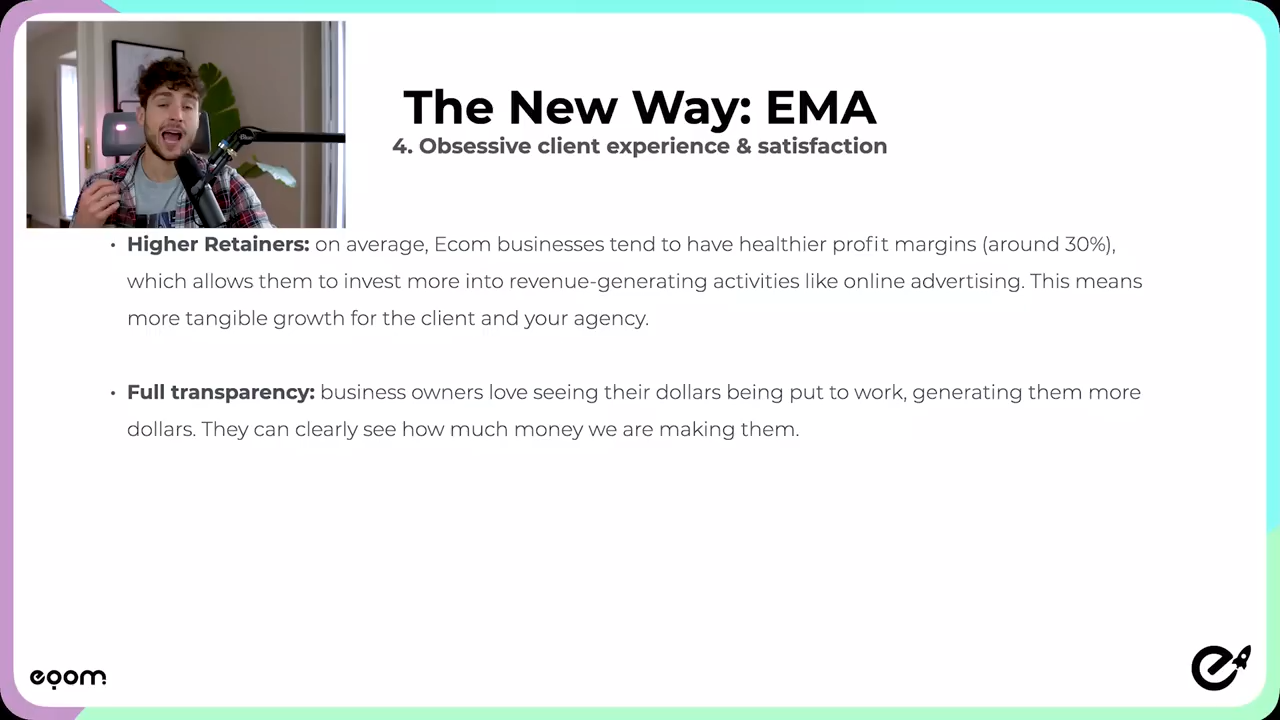 The New Way: EMA
4. Obsessive client experience & satisfaction
• Higher Retainers: on average, Ecom businesses tend to have healthier profit margins (around 30%),
which allows them to invest more into revenue-generating activities like online advertising. This means
more tangible growth for the client and your agency.
• Full transparency: business owners love seeing their dollars being put to work, generating them more
dollars. They can clearly see how much money we are making them.
eqom
e